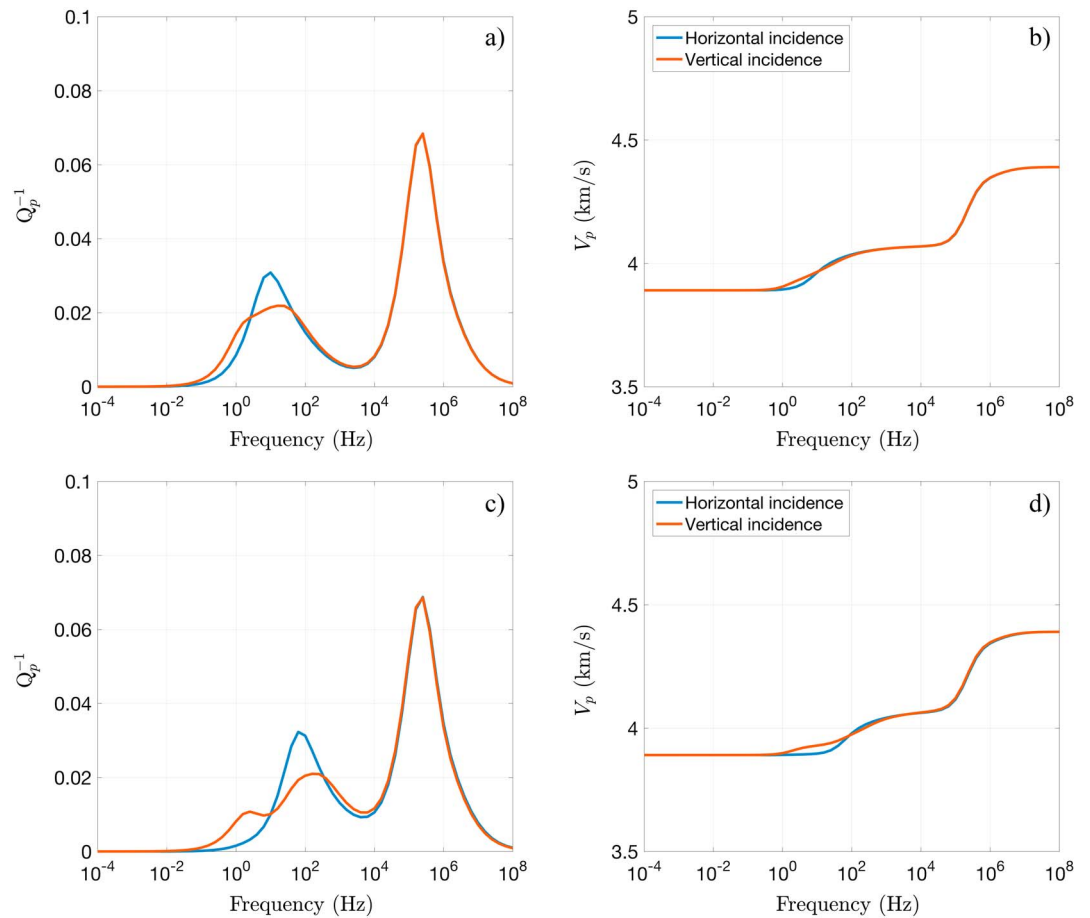 a)
0.1
0.08
0.06
0.04
0.02
0
Q_p^{-1}
10^{-4} 10^{-2} 10^0 10^2 10^4 10^6 10^8
Frequency (Hz)
b)
Horizontal incidence
Vertical incidence
5
4.5
4
3.5
V_p (km/s)
10^{-4} 10^{-2} 10^0 10^2 10^4 10^6 10^8
Frequency (Hz)
c)
0.1
0.08
0.06
0.04
0.02
0
Q_p^{-1}
10^{-4} 10^{-2} 10^0 10^2 10^4 10^6 10^8
Frequency (Hz)
d)
Horizontal incidence
Vertical incidence
5
4.5
4
3.5
V_p (km/s)
10^{-4} 10^{-2} 10^0 10^2 10^4 10^6 10^8
Frequency (Hz)